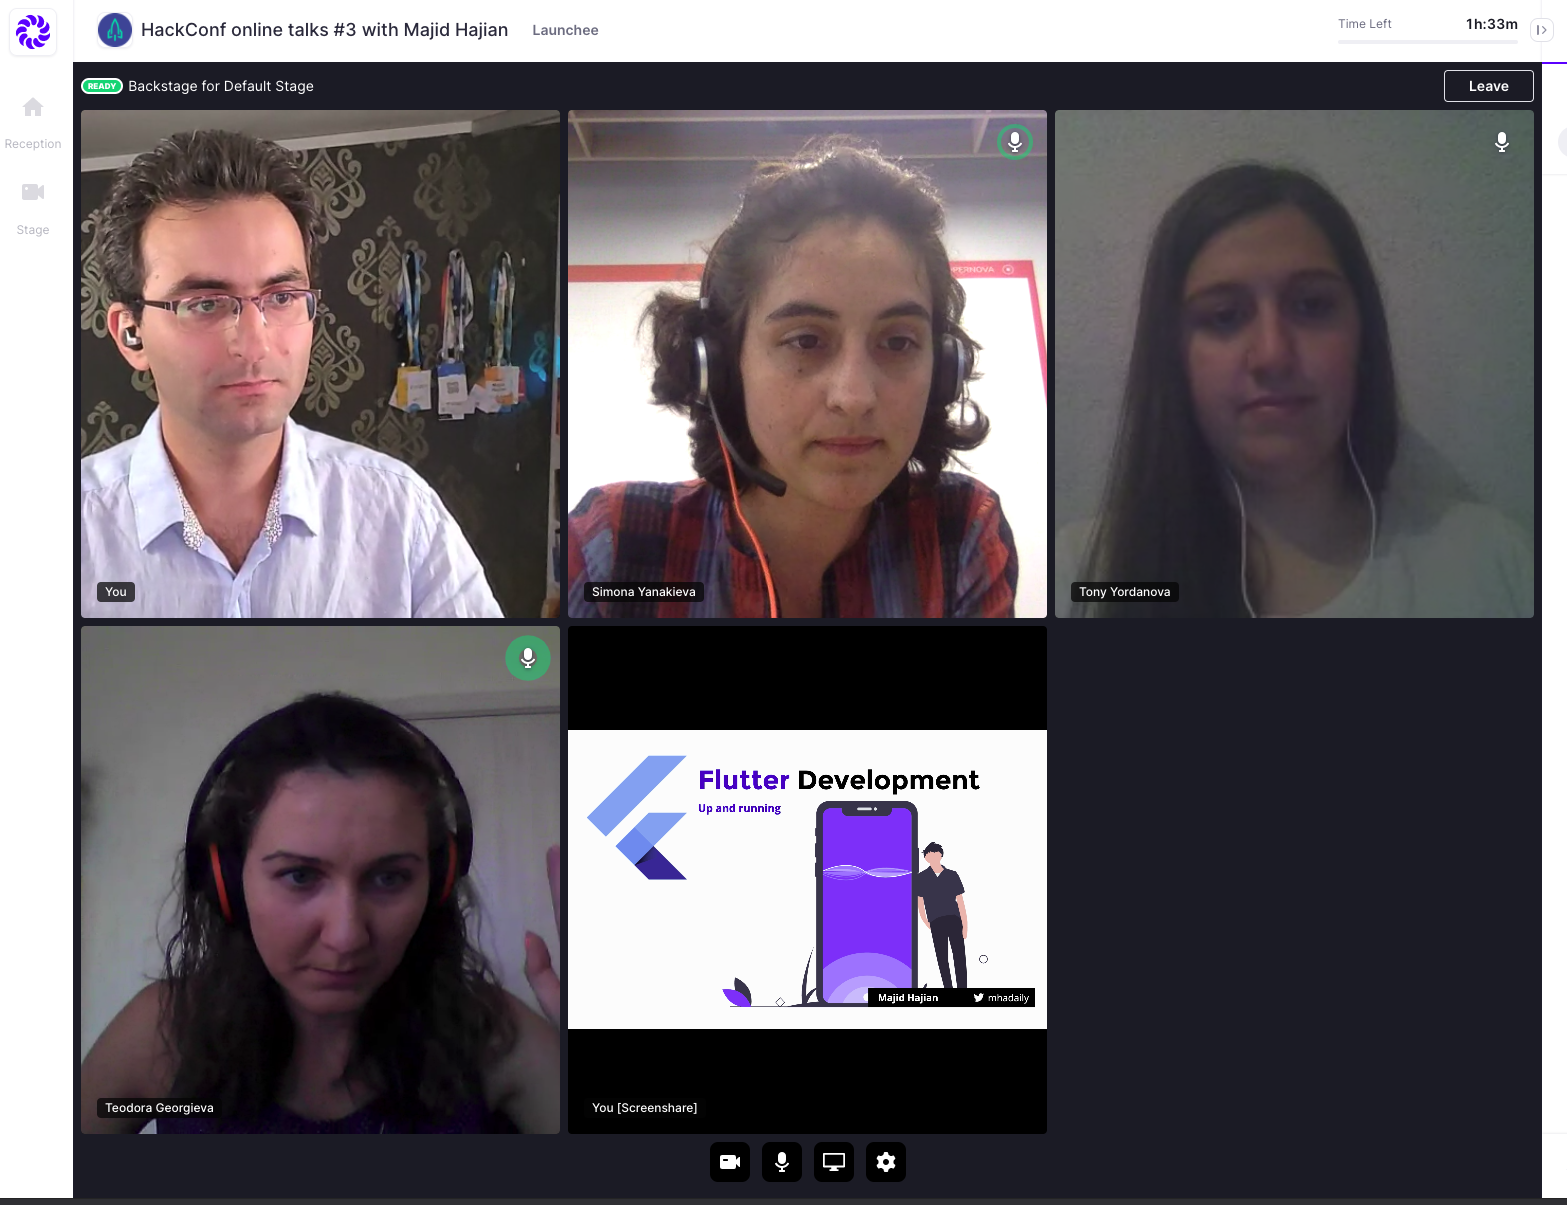 HackConf online talks #3 with Majid Hajian
Launchee
Time Left
1h:33m
READY
Backstage for Default Stage
Leave
Reception
Stage
PERNOVA
You
Simona Yanakieva
Tony Yordanova
Flutter Development
Up and running
Majid Hajian
mhadaily
Teodora Georgieva
You [Screenshare]